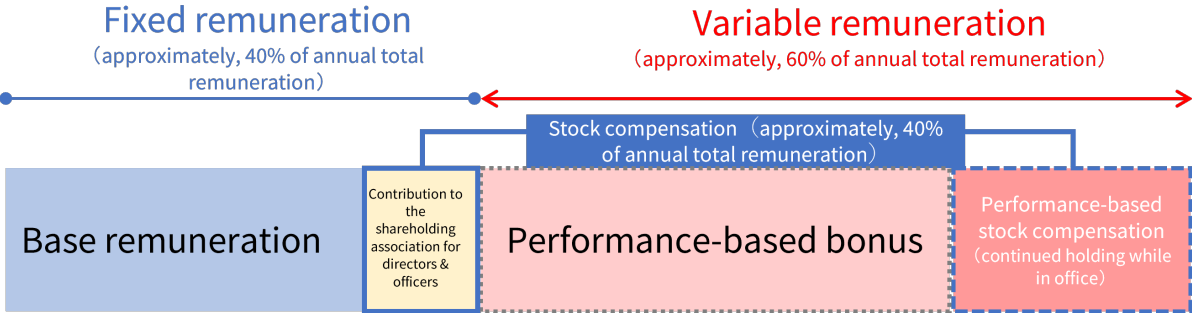 Fixed remuneration
（approximately, 40% of annual total
remuneration）
Variable remuneration
（approximately, 60% of annual total remuneration）
Stock compensation（approximately, 40%
of annual total remuneration）
Base remuneration
Contribution to
the
shareholding
association for
directors &
officers
Performance-based bonus
Performance-based
stock compensation
（continued holding while
in office）